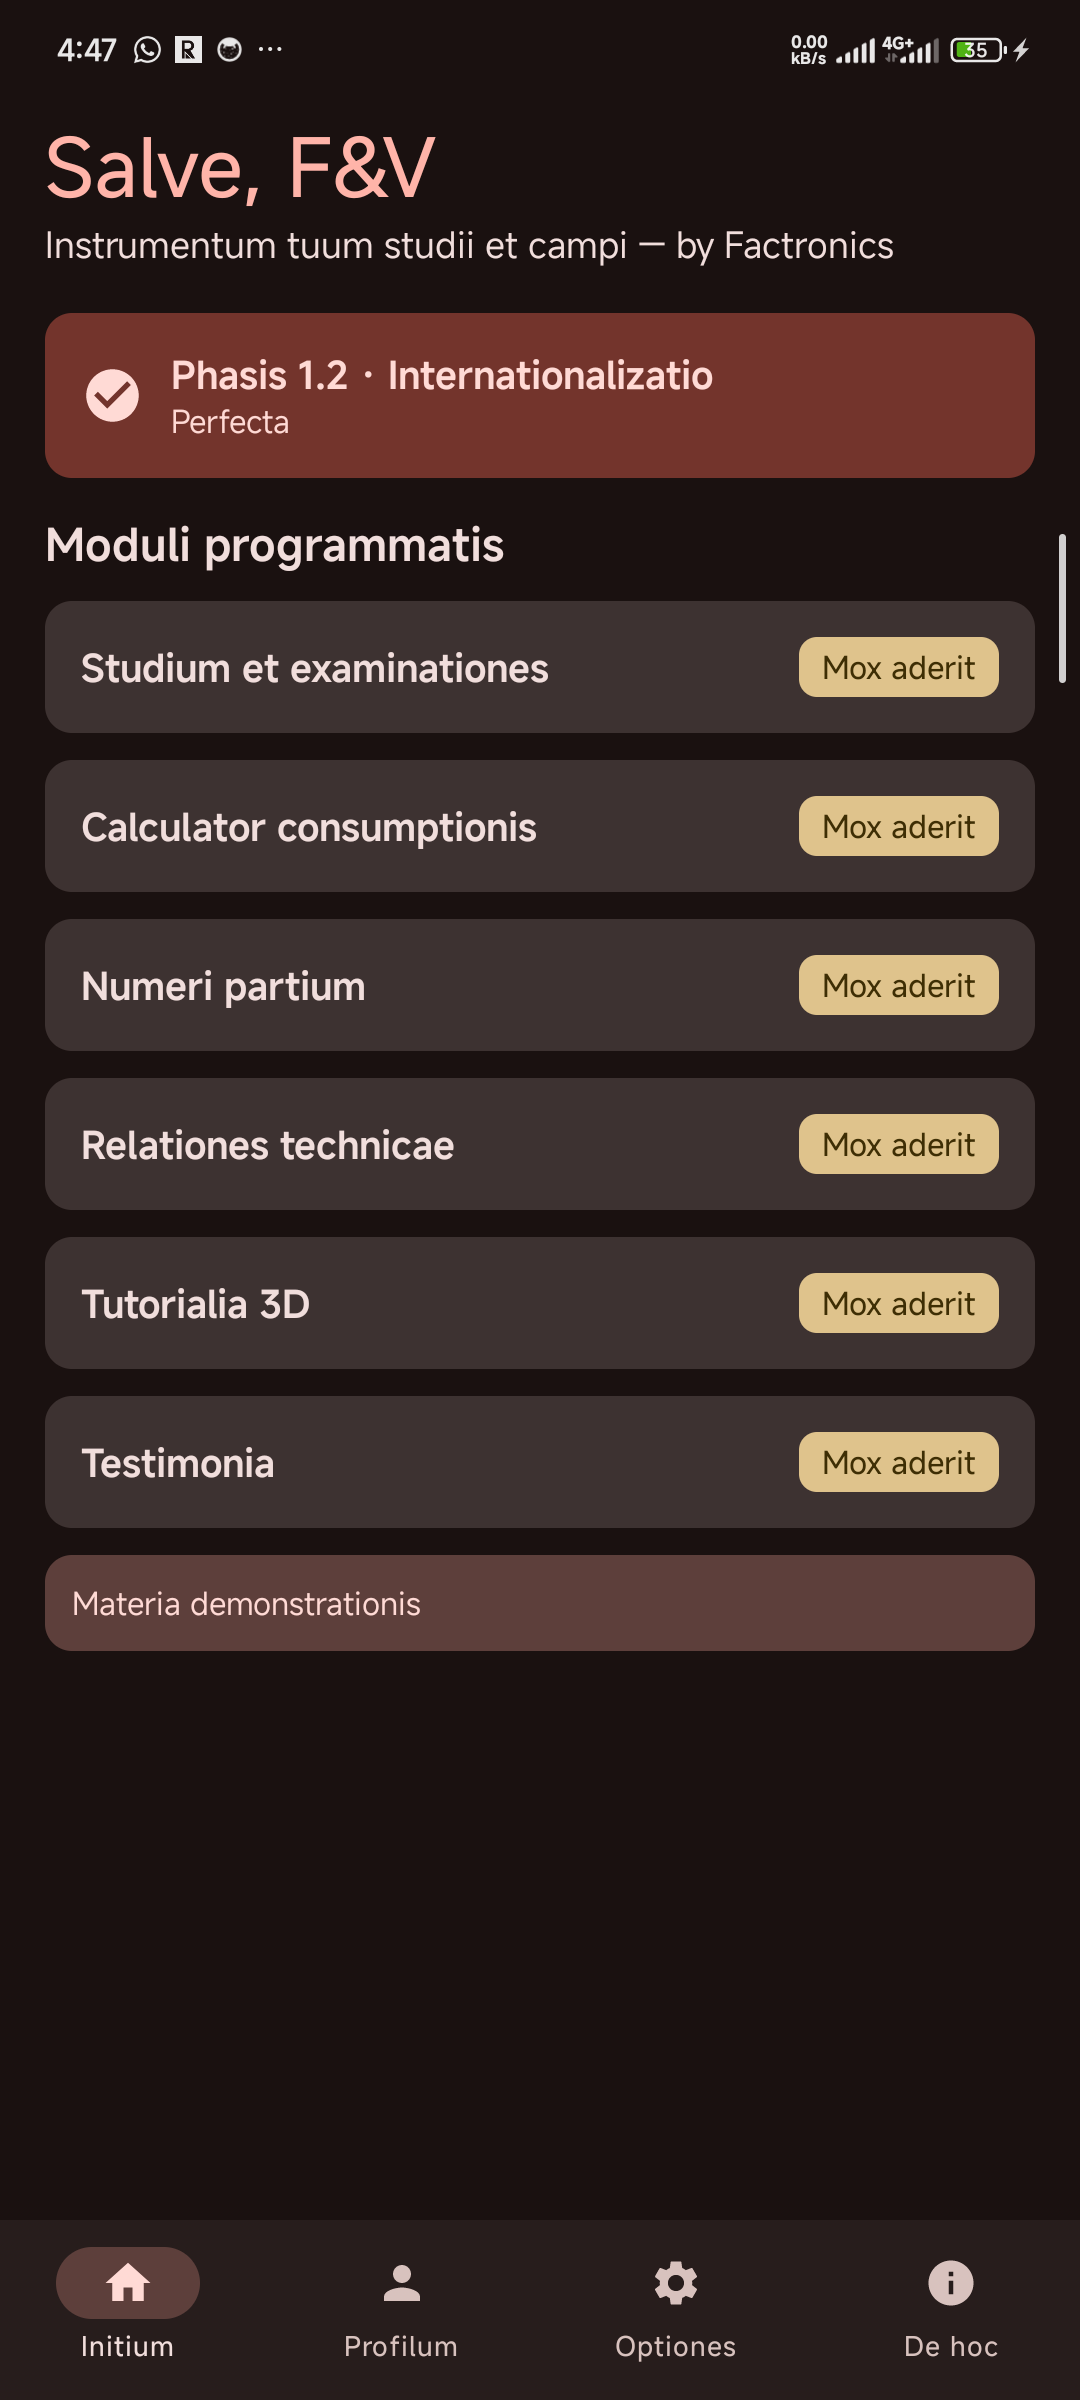 4:47
0.00 kB/s 4G+ 35
Salve, F&V
Instrumentum tuum studii et campi — by Factronics
Phasis 1.2 · Internationalizatio
Perfecta
Moduli programmatis
Studium et examinationes
Mox aderit
Calculator consumptionis
Mox aderit
Numeri partium
Mox aderit
Relationes technicae
Mox aderit
Tutorialia 3D
Mox aderit
Testimonia
Mox aderit
Materia demonstrationis
Initium
Profilum
Optiones
De hoc